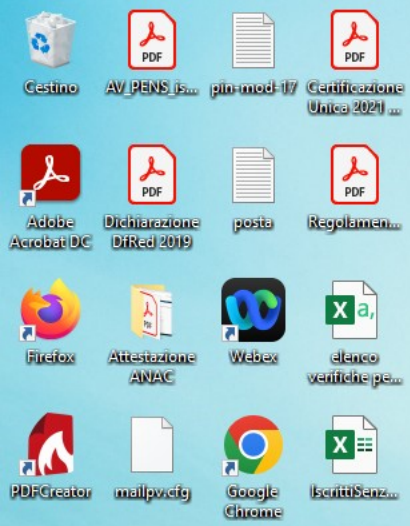 Cestino
PDF
AV_PENS_is...
pin-mod-17
PDF
Certificazione
Unica 2021 ...
Adobe
Acrobat DC
PDF
Dichiarazione
DfRed 2019
posta
PDF
Regolamen...
Firefox
PDF
Attestazione
ANAC
Webex
X a,
elenco
verifiche pe...
PDFCreator
mailpv.cfg
Google
Chrome
X
IscrittiSenz...